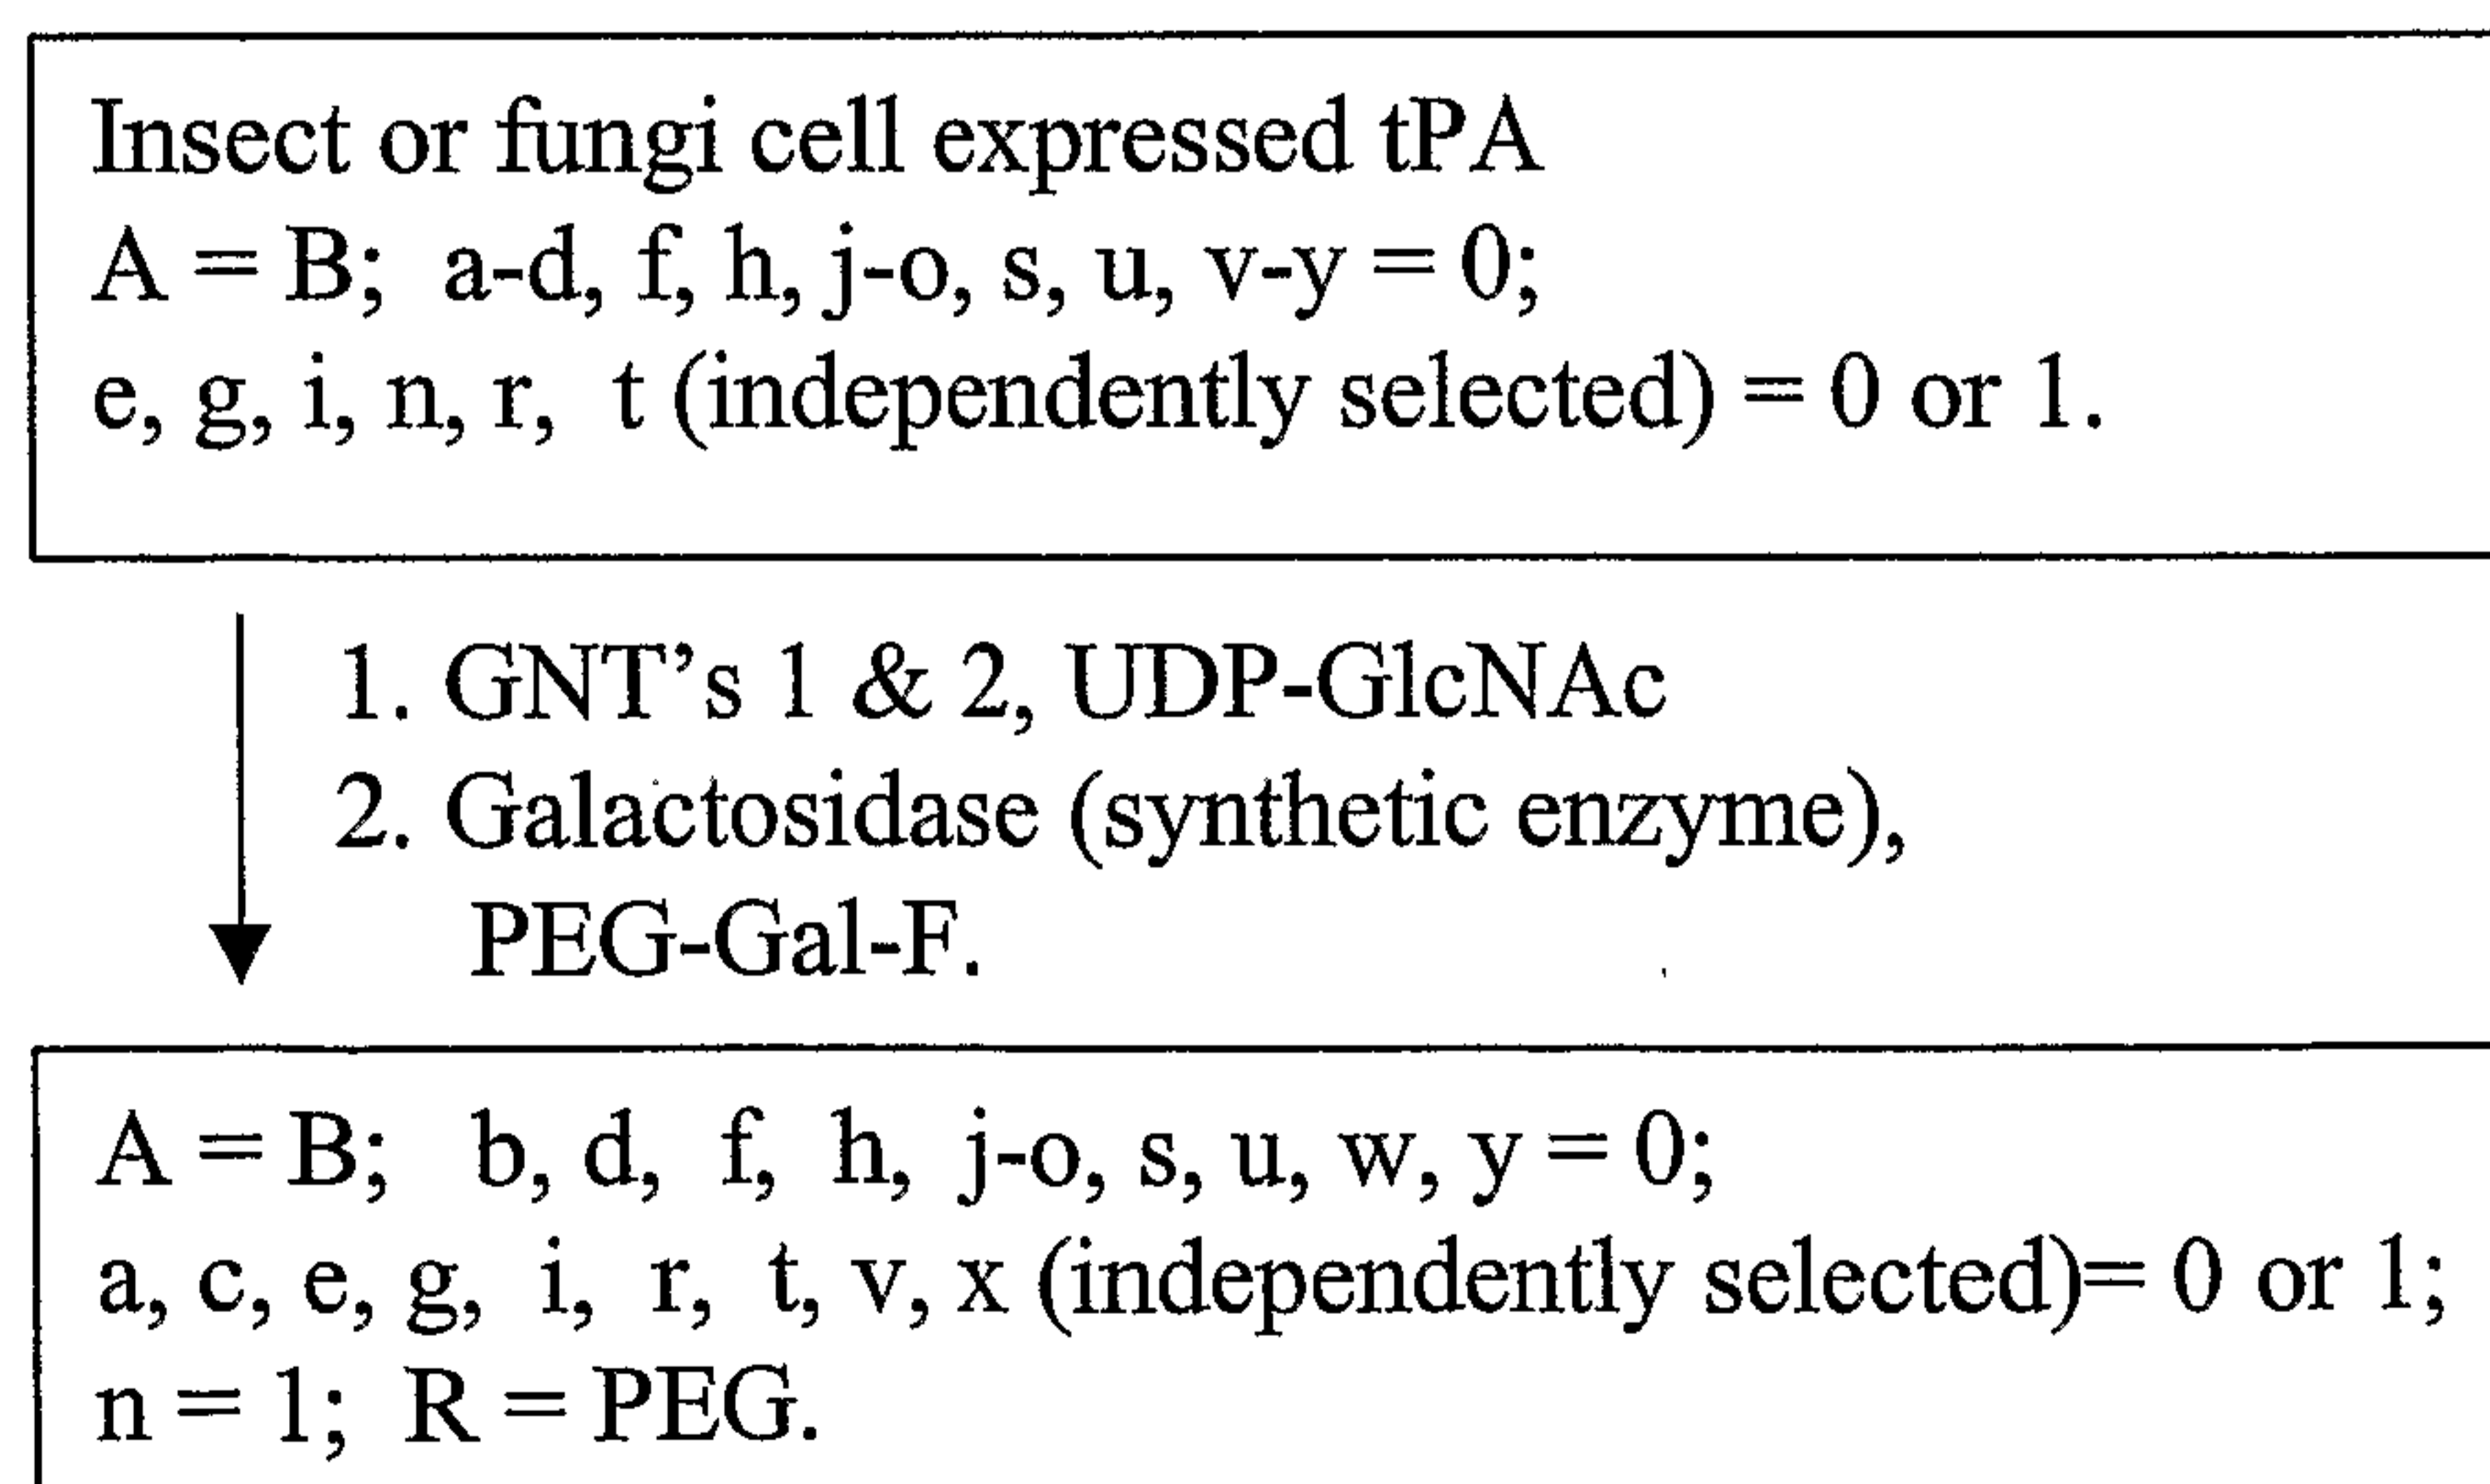 Insect or fungi cell expressed tPA
A = B; a-d, f, h, j-o, s, u, v-y = 0;
e, g, i, n, r, t (independently selected) = 0 or 1.
1. GNT's 1 & 2, UDP-GlcNAc
2. Galactosidase (synthetic enzyme),
PEG-Gal-F.
A = B; b, d, f, h, j-o, s, u, w, y = 0;
a, c, e, g, i, r, t, v, x (independently selected)= 0 or 1;
n = 1; R = PEG.